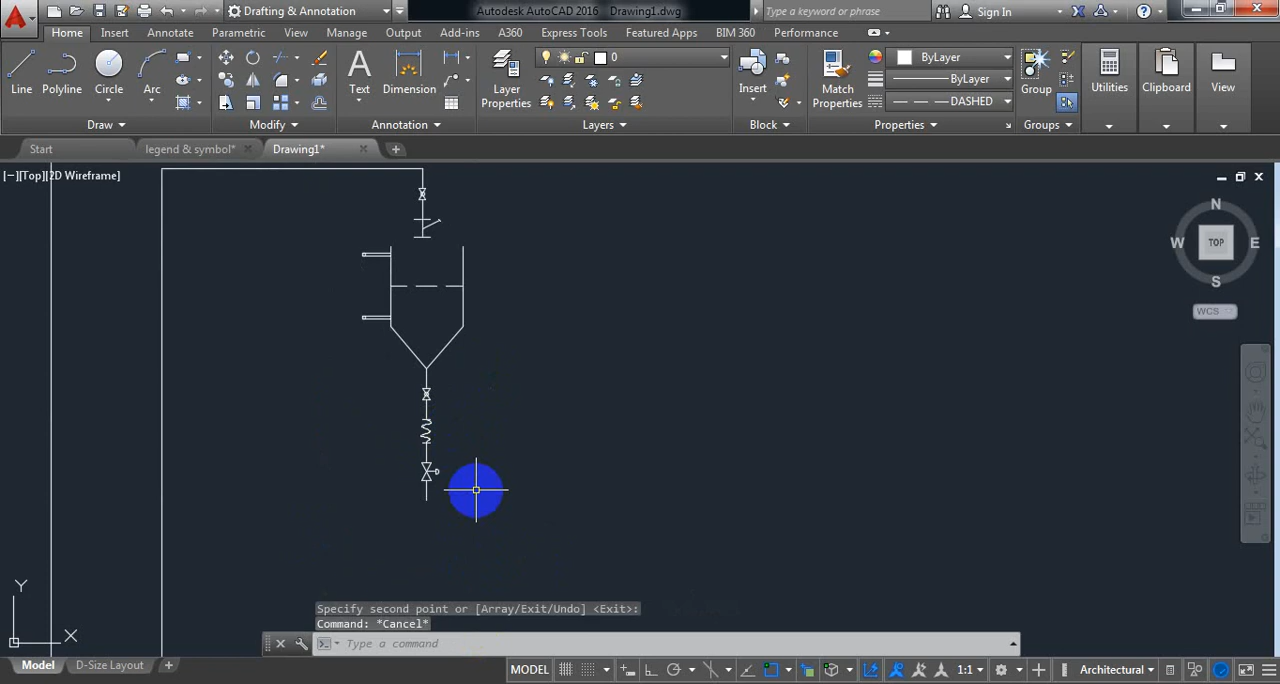 Drafting & Annotation
Autodesk AutoCAD 2016 Drawing1.dwg
Type a keyword or phrase
Sign In
Home Insert Annotate Parametric View Manage Output Add-ins A360 Express Tools Featured Apps BIM 360 Performance
Line Polyline Circle Arc
Text Dimension
Layer Properties
0
Insert
Match Properties
ByLayer
ByLayer
DASHED
Group Utilities Clipboard View
Draw Modify Annotation Layers Block Properties Groups
Start legend & symbol* Drawing1*
[−][Top][2D Wireframe]
N
W TOP E
S
WCS
Y
X
Specify second point or [Array/Exit/Undo] <Exit>:
Command: *Cancel*
Type a command
Model D-Size Layout
MODEL 1:1 Architectural